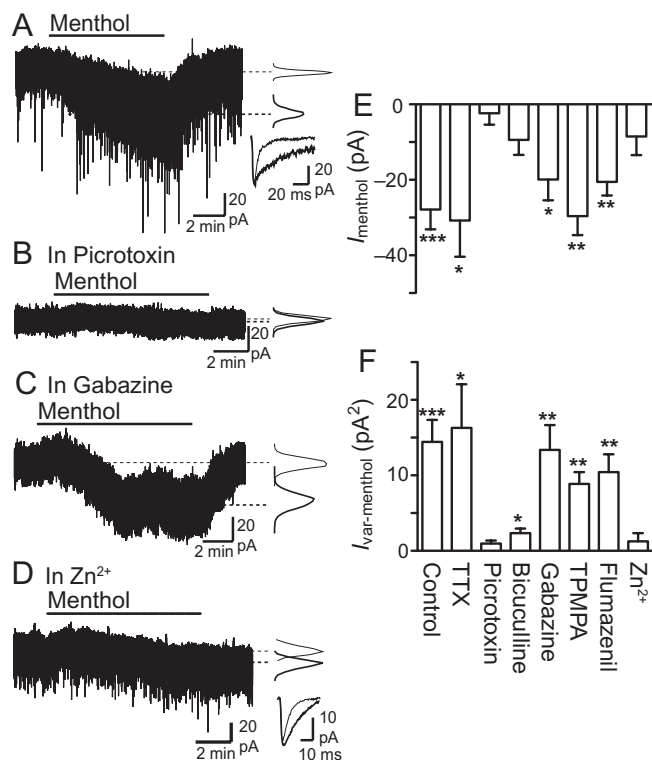 A
Menthol
20
pA
2 min
20
pA
20 ms
B
In Picrotoxin
Menthol
20
pA
2 min
C
In Gabazine
Menthol
20
pA
2 min
D
In Zn²⁺
Menthol
20
pA
2 min
10
pA
10 ms
E
I menthol (pA)
0
−20
−40
***
*
*
**
**
F
I var-menthol (pA²)
20
10
0
***
*
*
**
**
**
Control
TTX
Picrotoxin
Bicuculline
Gabazine
TPMPA
Flumazenil
Zn²⁺